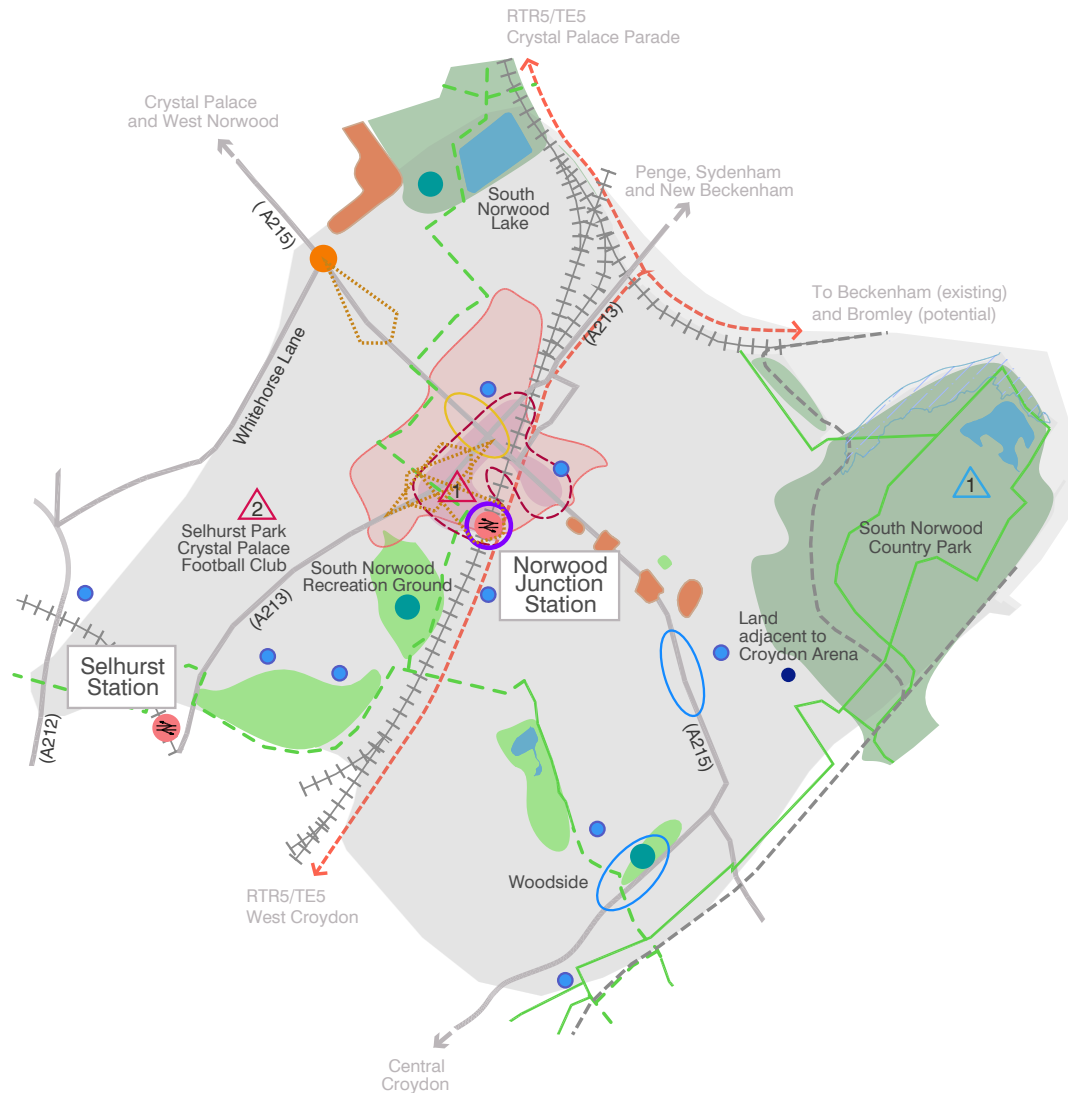 RTR5/TE5
Crystal Palace Parade
Crystal Palace
and West Norwood
Penge, Sydenham
and New Beckenham
South
Norwood
Lake
( A215)
To Beckenham (existing)
and Bromley (potential)
(A213)
Whitehorse Lane
1
1
2
Selhurst Park
Crystal Palace
Football Club
South Norwood
Country Park
South Norwood
Recreation Ground
Norwood
Junction
Station
(A213)
Land
adjacent to
Croydon Arena
Selhurst
Station
(A212)
(A215)
Woodside
RTR5/TE5
West Croydon
Central
Croydon